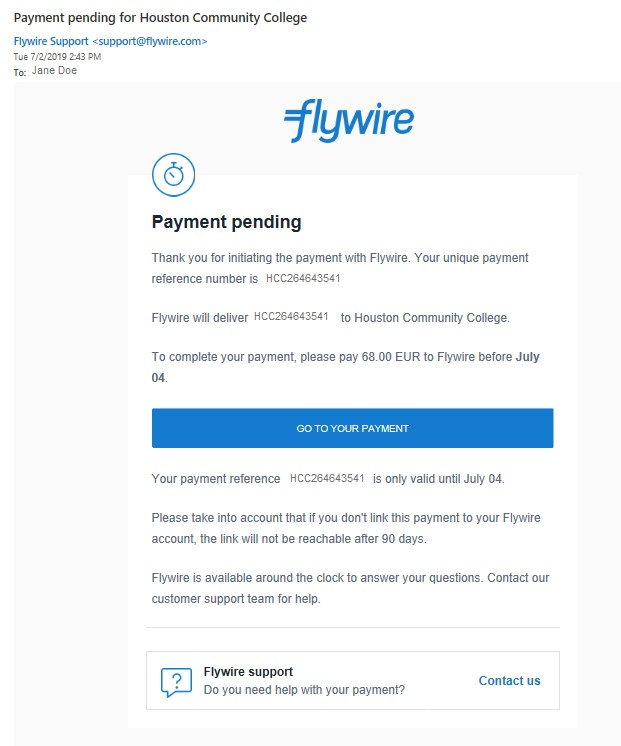 Payment pending for Houston Community College
Flywire Support <support@flywire.com>
Tue 7/2/2019 2:43 PM
To: Jane Doe
flywire
Payment pending
Thank you for initiating the payment with Flywire. Your unique payment
reference number is HCC264643541
Flywire will deliver HCC264643541 to Houston Community College.
To complete your payment, please pay 68.00 EUR to Flywire before July
04.
GO TO YOUR PAYMENT
Your payment reference HCC264643541 is only valid until July 04.
Please take into account that if you don't link this payment to your Flywire
account, the link will not be reachable after 90 days.
Flywire is available around the clock to answer your questions. Contact our
customer support team for help.
?
Flywire support
Do you need help with your payment?
Contact us